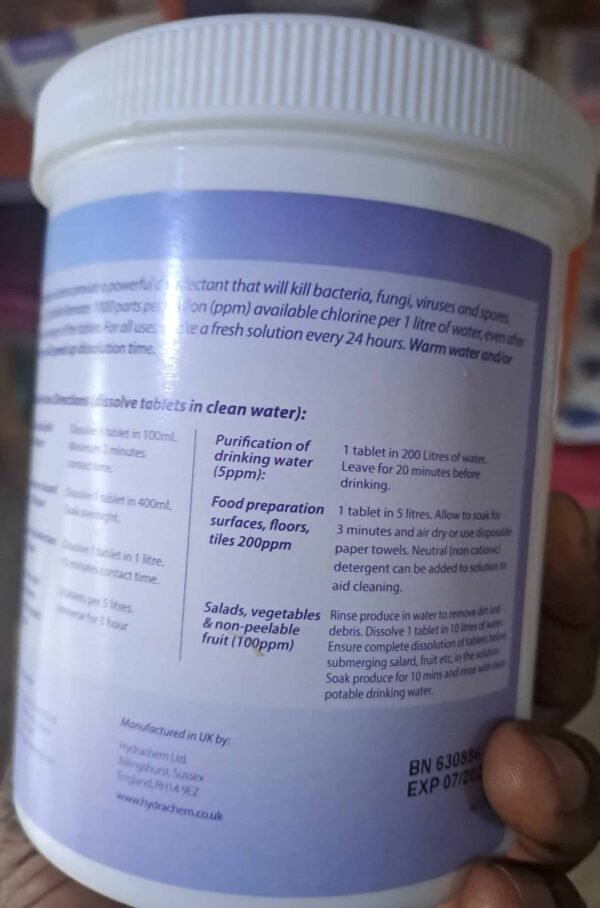 a powerful
ectant that will kill bacteria, fungi, viruses and spores.
1000 parts per
ion (ppm) available chlorine per 1 litre of water, even after
For all uses
ke a fresh solution every 24 hours. Warm water and/or
dissolution time.
Directions (dissolve tablets in clean water):
tablet in 100ml.
minutes
contact time.
Dissolve 1 tablet in 400ml.
Soak overnight.
Dissolve 1 tablet in 1 litre.
minutes contact time.
tablets per 5 litres.
immerse for 1 hour
Purification of
drinking water
(5ppm):
1 tablet in 200 Litres of water.
Leave for 20 minutes before
drinking.
Food preparation
surfaces, floors,
tiles 200ppm
1 tablet in 5 litres. Allow to soak for
3 minutes and air dry or use disposable
paper towels. Neutral (non cationic)
detergent can be added to solution to
aid cleaning.
Salads, vegetables
& non-peelable
fruit (100ppm)
Rinse produce in water to remove dirt and
debris. Dissolve 1 tablet in 10 litres of water.
Ensure complete dissolution of tablets before
submerging salard, fruit etc, in the solution.
Soak produce for 10 mins and rinse with clean
potable drinking water.
Manufactured in UK by:
Hydrachem Ltd.
Billingshurst, Sussex
England, RH14 9EZ
www.hydrachem.co.uk
BN 630886
EXP 07/202